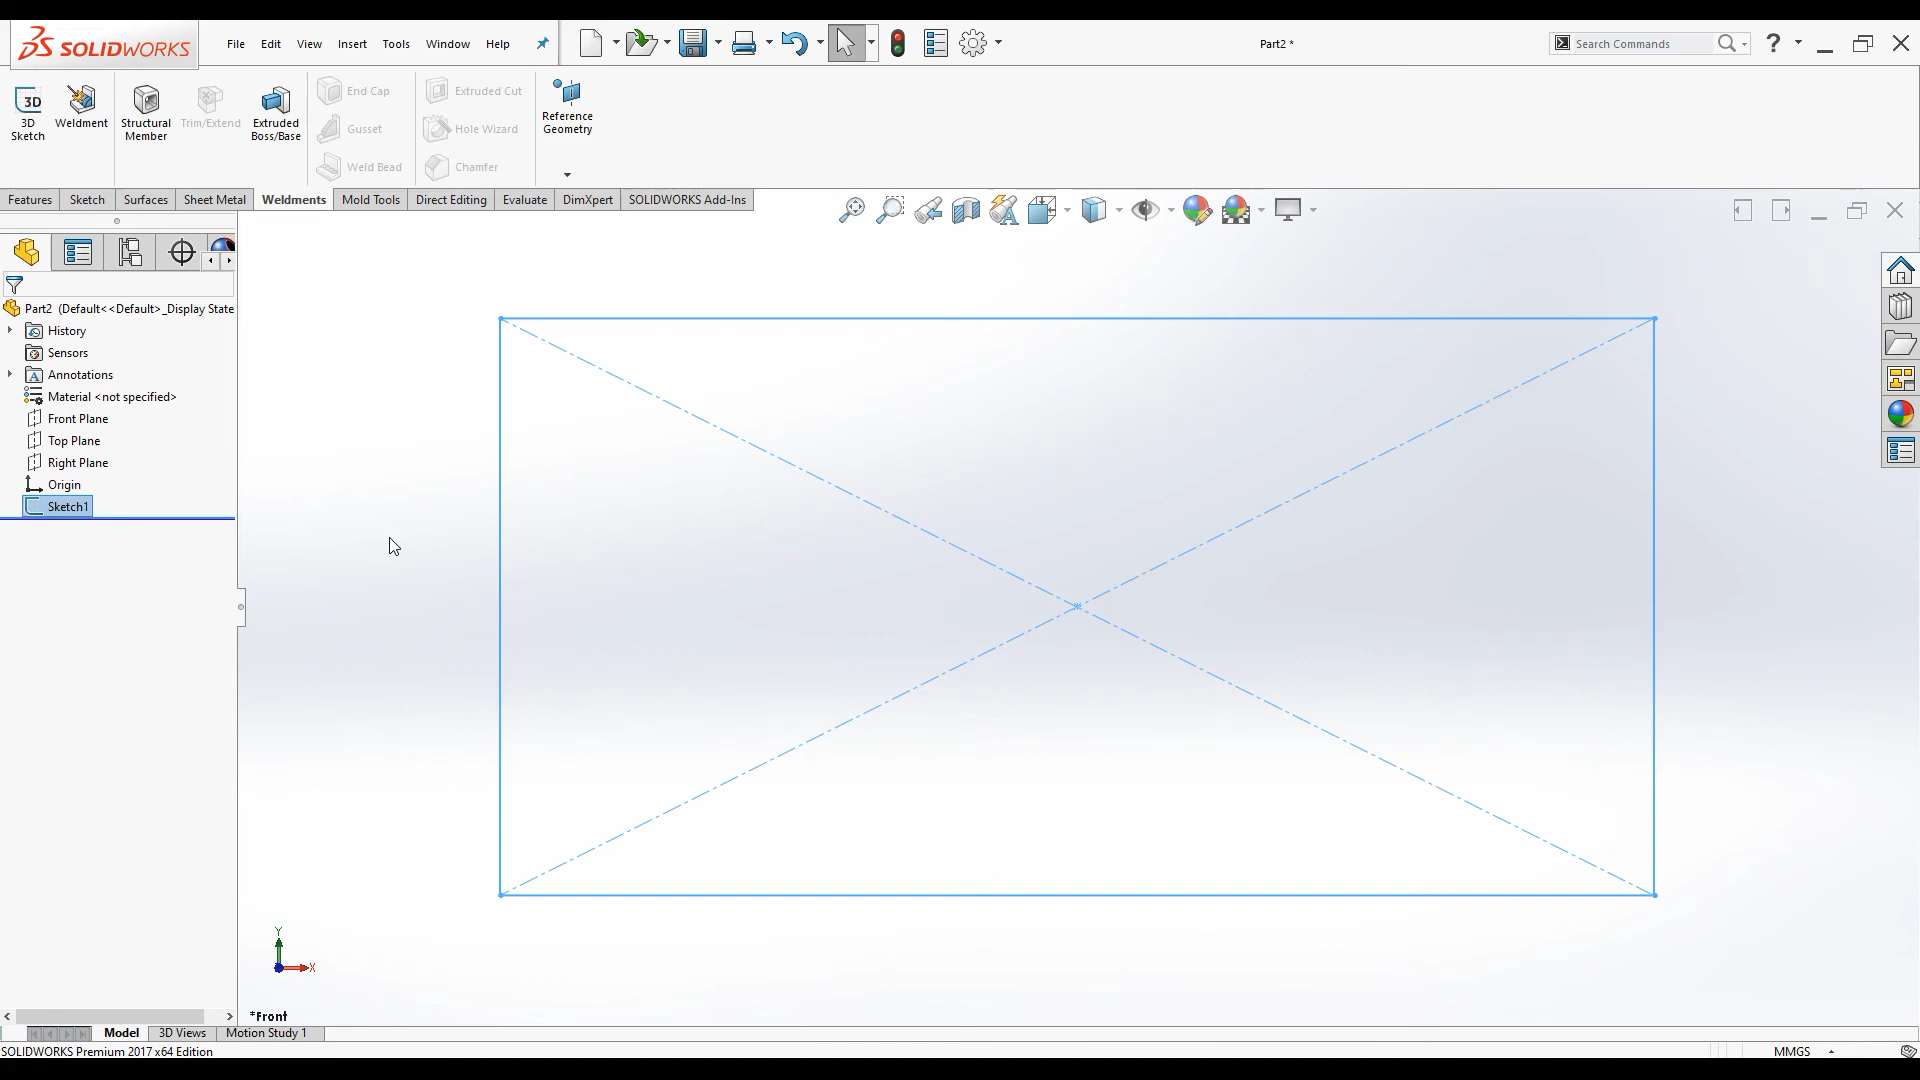 SOLIDWORKS
File Edit View Insert Tools Window Help
Part2 *
Search Commands
3D
Sketch
Weldment
Structural
Member
Trim/Extend
Extruded
Boss/Base
End Cap
Gusset
Weld Bead
Extruded Cut
Hole Wizard
Chamfer
Reference
Geometry
Features Sketch Surfaces Sheet Metal Weldments Mold Tools Direct Editing Evaluate DimXpert SOLIDWORKS Add-Ins
Part2 (Default<<Default>_Display State
History
Sensors
Annotations
Material <not specified>
Front Plane
Top Plane
Right Plane
Origin
Sketch1
Y
X
*Front
Model 3D Views Motion Study 1
SOLIDWORKS Premium 2017 x64 Edition
MMGS